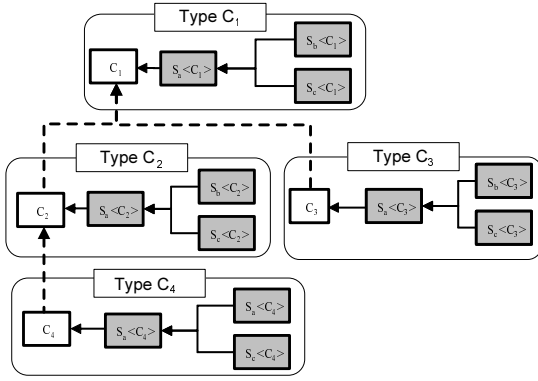 Type C1
Sb<C1>
C1
Sa<C1>
Sc<C1>
Type C2
Type C3
Sb<C2>
Sb<C3>
C2
Sa<C2>
C3
Sa<C3>
Sc<C2>
Sc<C3>
Type C4
Sa<C4>
C4
Sa<C4>
Sc<C4>